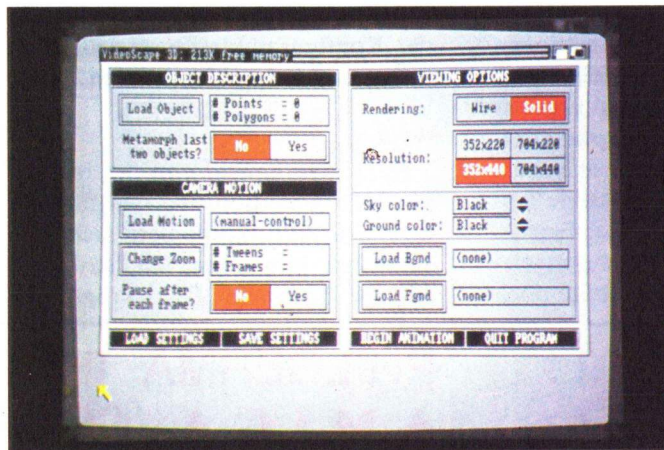 VideoScape 3D: 213K free memory
OBJECT DESCRIPTION
Load Object
# Points = 0
# Polygons = 0
Metamorph last two objects?
No
Yes
CAMERA MOTION
Load Motion
(manual-control)
Change Zoom
# Tweens =
# Frames =
Pause after each frame?
No
Yes
LOAD SETTINGS
SAVE SETTINGS
VIEWING OPTIONS
Rendering:
Wire
Solid
Resolution:
352x220
704x220
352x440
704x440
Sky color:
Black
Ground color:
Black
Load Bgnd
(none)
Load Fgnd
(none)
BEGIN ANIMATION
QUIT PROGRAM